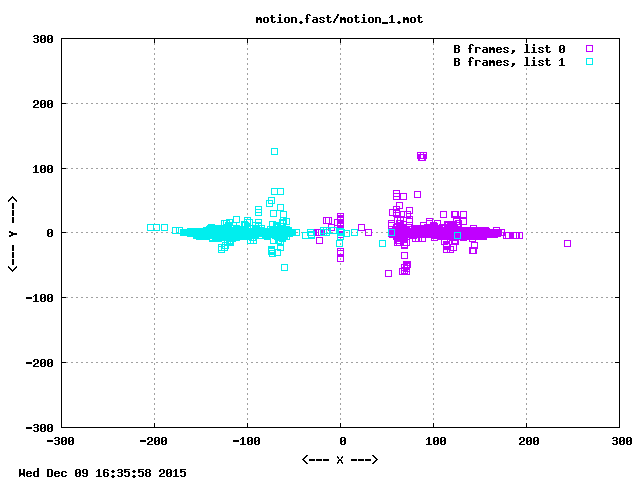 motion.fast/motion_1.mot
B frames, list 0
B frames, list 1
300
200
100
0
-100
-200
-300
<--- Y --->
-300 -200 -100 0 100 200 300
<--- X --->
Wed Dec 09 16:35:58 2015